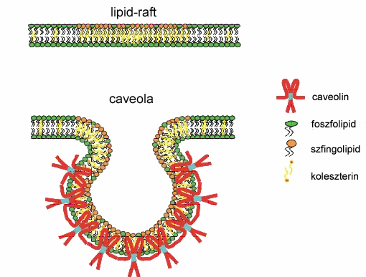 lipid-raft
caveola
caveolin
foszfolipid
szfingolipid
koleszterin